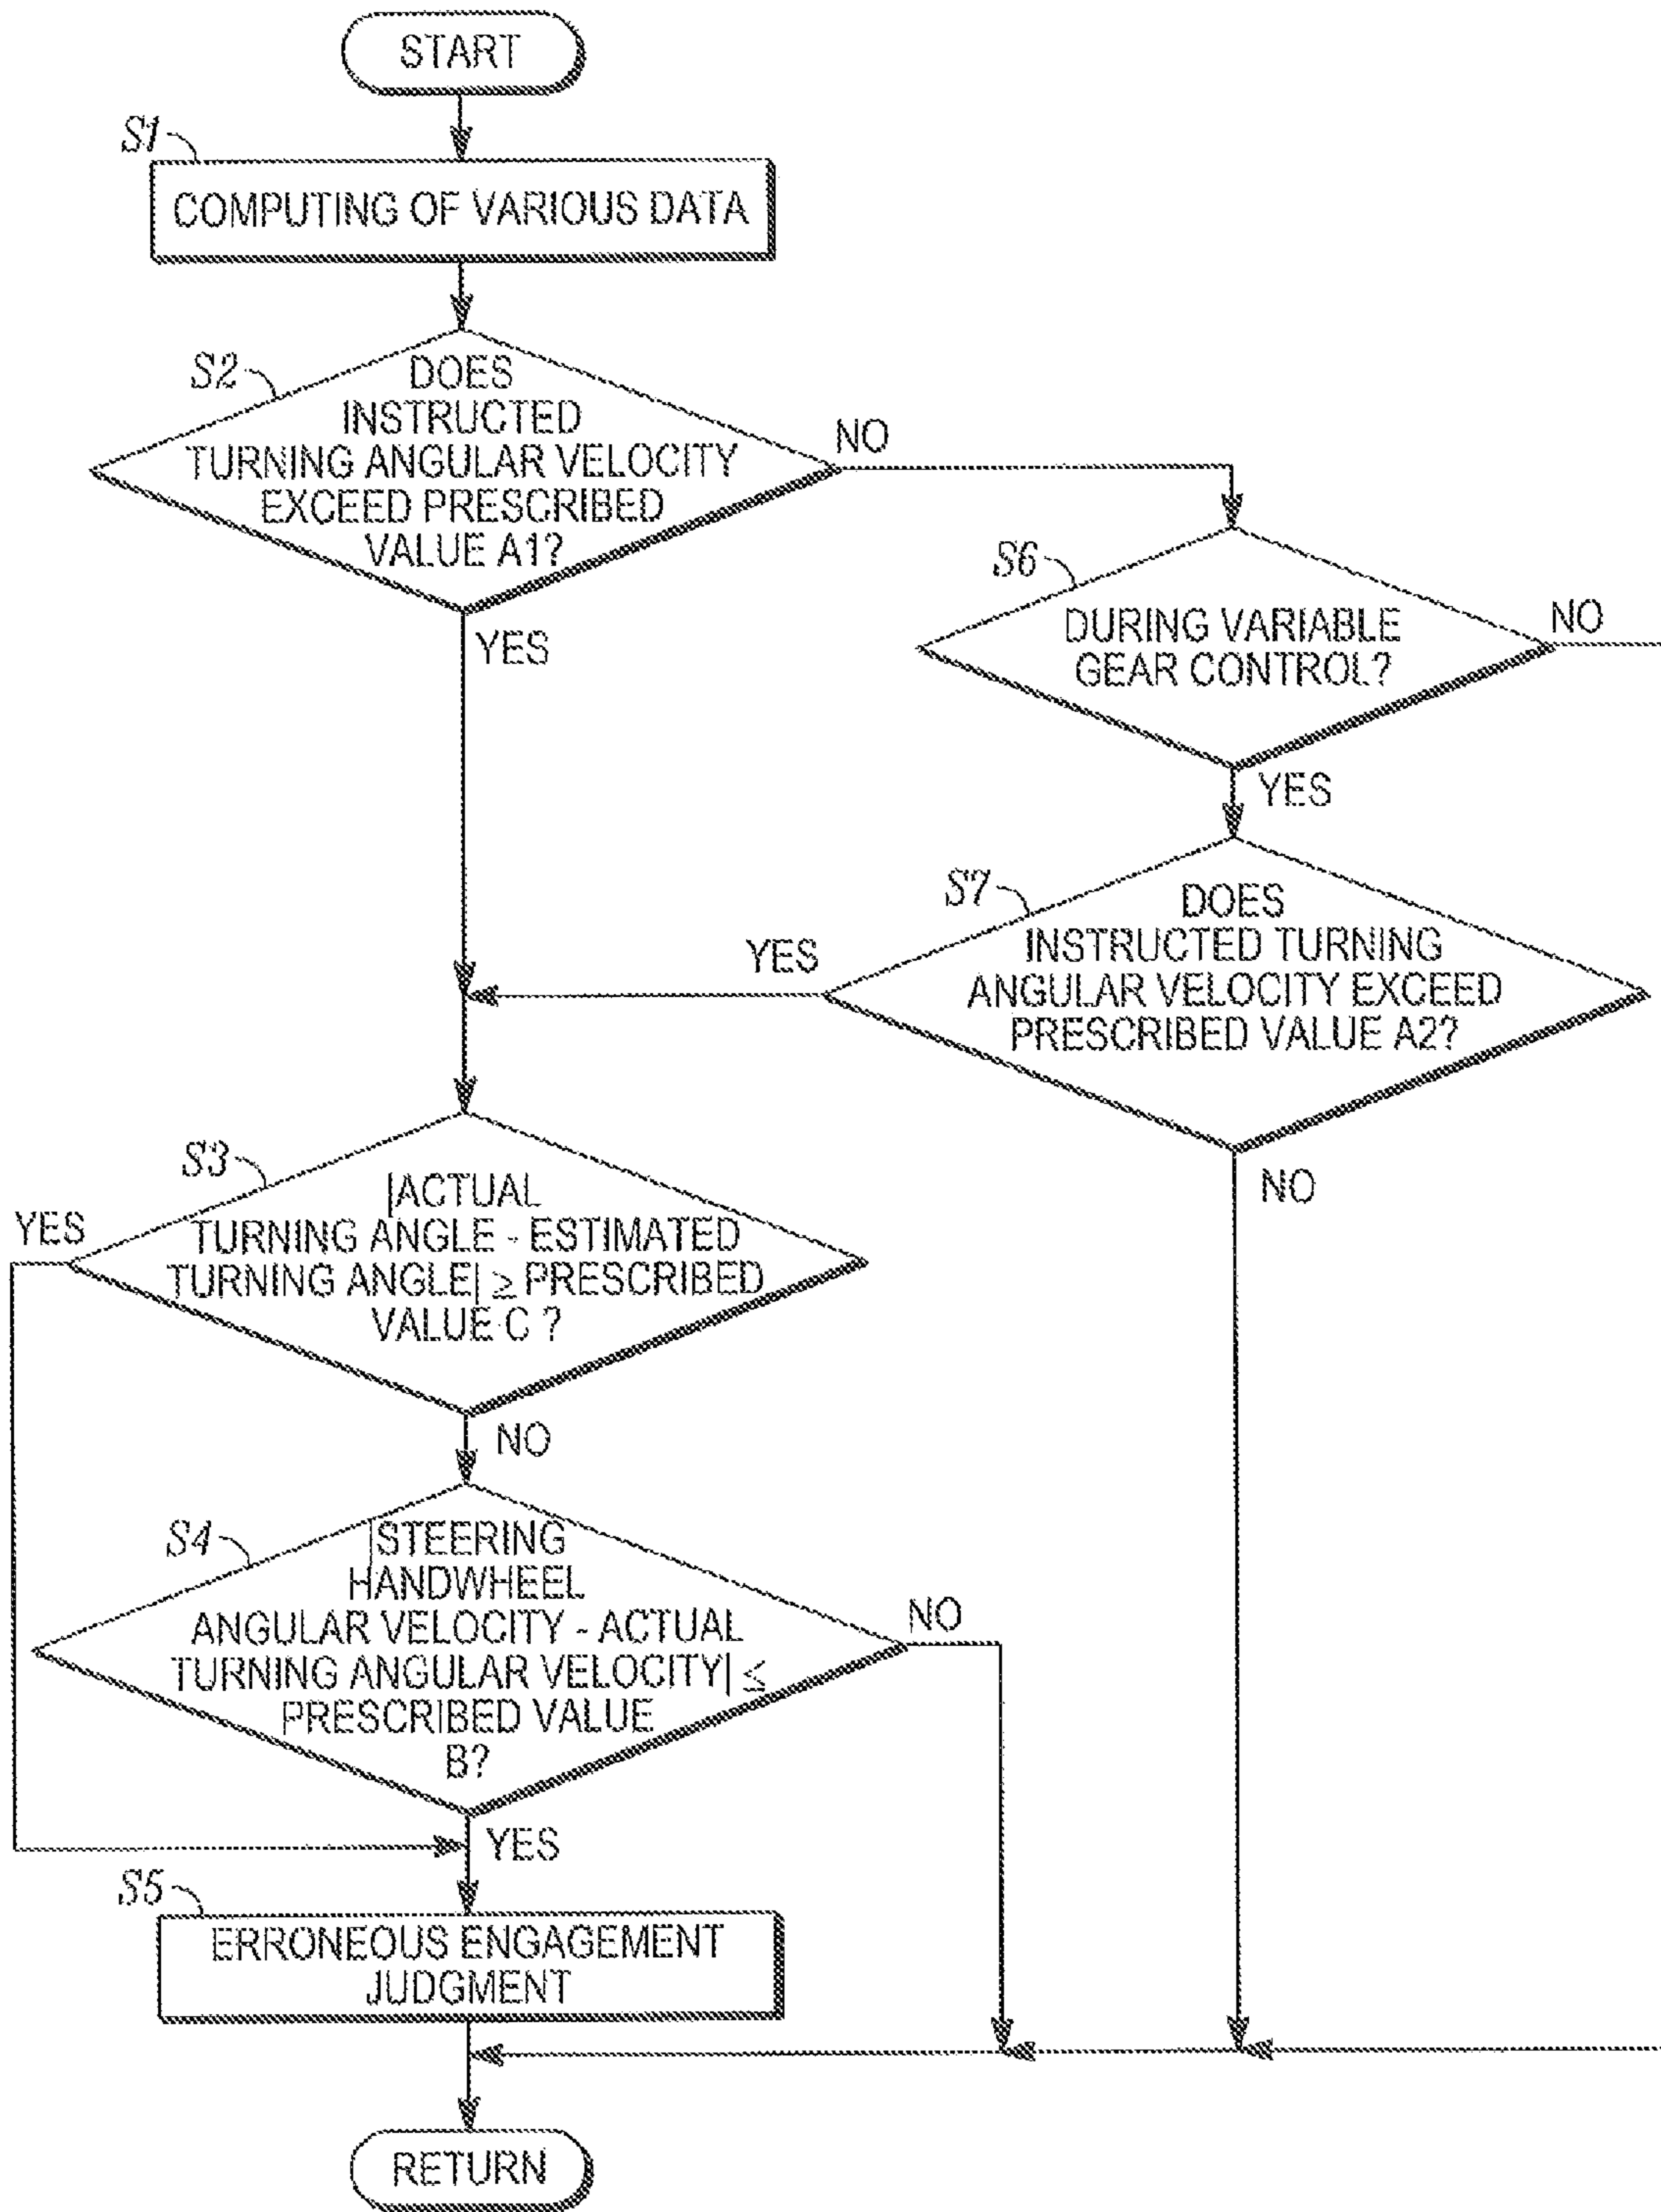 START
S1
COMPUTING OF VARIOUS DATA
S2
DOES
INSTRUCTED
TURNING ANGULAR VELOCITY
EXCEED PRESCRIBED
VALUE A1?
NO
YES
S6
DURING VARIABLE
GEAR CONTROL?
NO
YES
S7
DOES
INSTRUCTED TURNING
ANGULAR VELOCITY EXCEED
PRESCRIBED VALUE A2?
YES
NO
S3
|ACTUAL
TURNING ANGLE - ESTIMATED
TURNING ANGLE| ≥ PRESCRIBED
VALUE C ?
YES
NO
S4
|STEERING
HANDWHEEL
ANGULAR VELOCITY - ACTUAL
TURNING ANGULAR VELOCITY| ≤
PRESCRIBED VALUE
B?
NO
YES
S5
ERRONEOUS ENGAGEMENT
JUDGMENT
RETURN